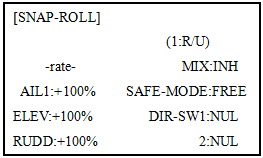 [SNAP-ROLL]
(1:R/U)
-rate- MIX:INH
AIL1:+100% SAFE-MODE:FREE
ELEV:+100% DIR-SW1:NUL
RUDD:+100% 2:NUL